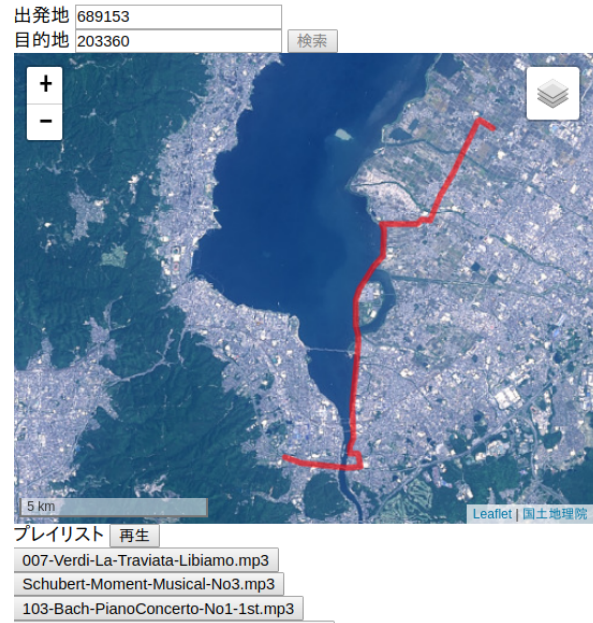 出発地 689153
目的地 203360 検索
+
−
5 km
Leaflet | 国土地理院
プレイリスト 再生
007-Verdi-La-Traviata-Libiamo.mp3
Schubert-Moment-Musical-No3.mp3
103-Bach-PianoConcerto-No1-1st.mp3